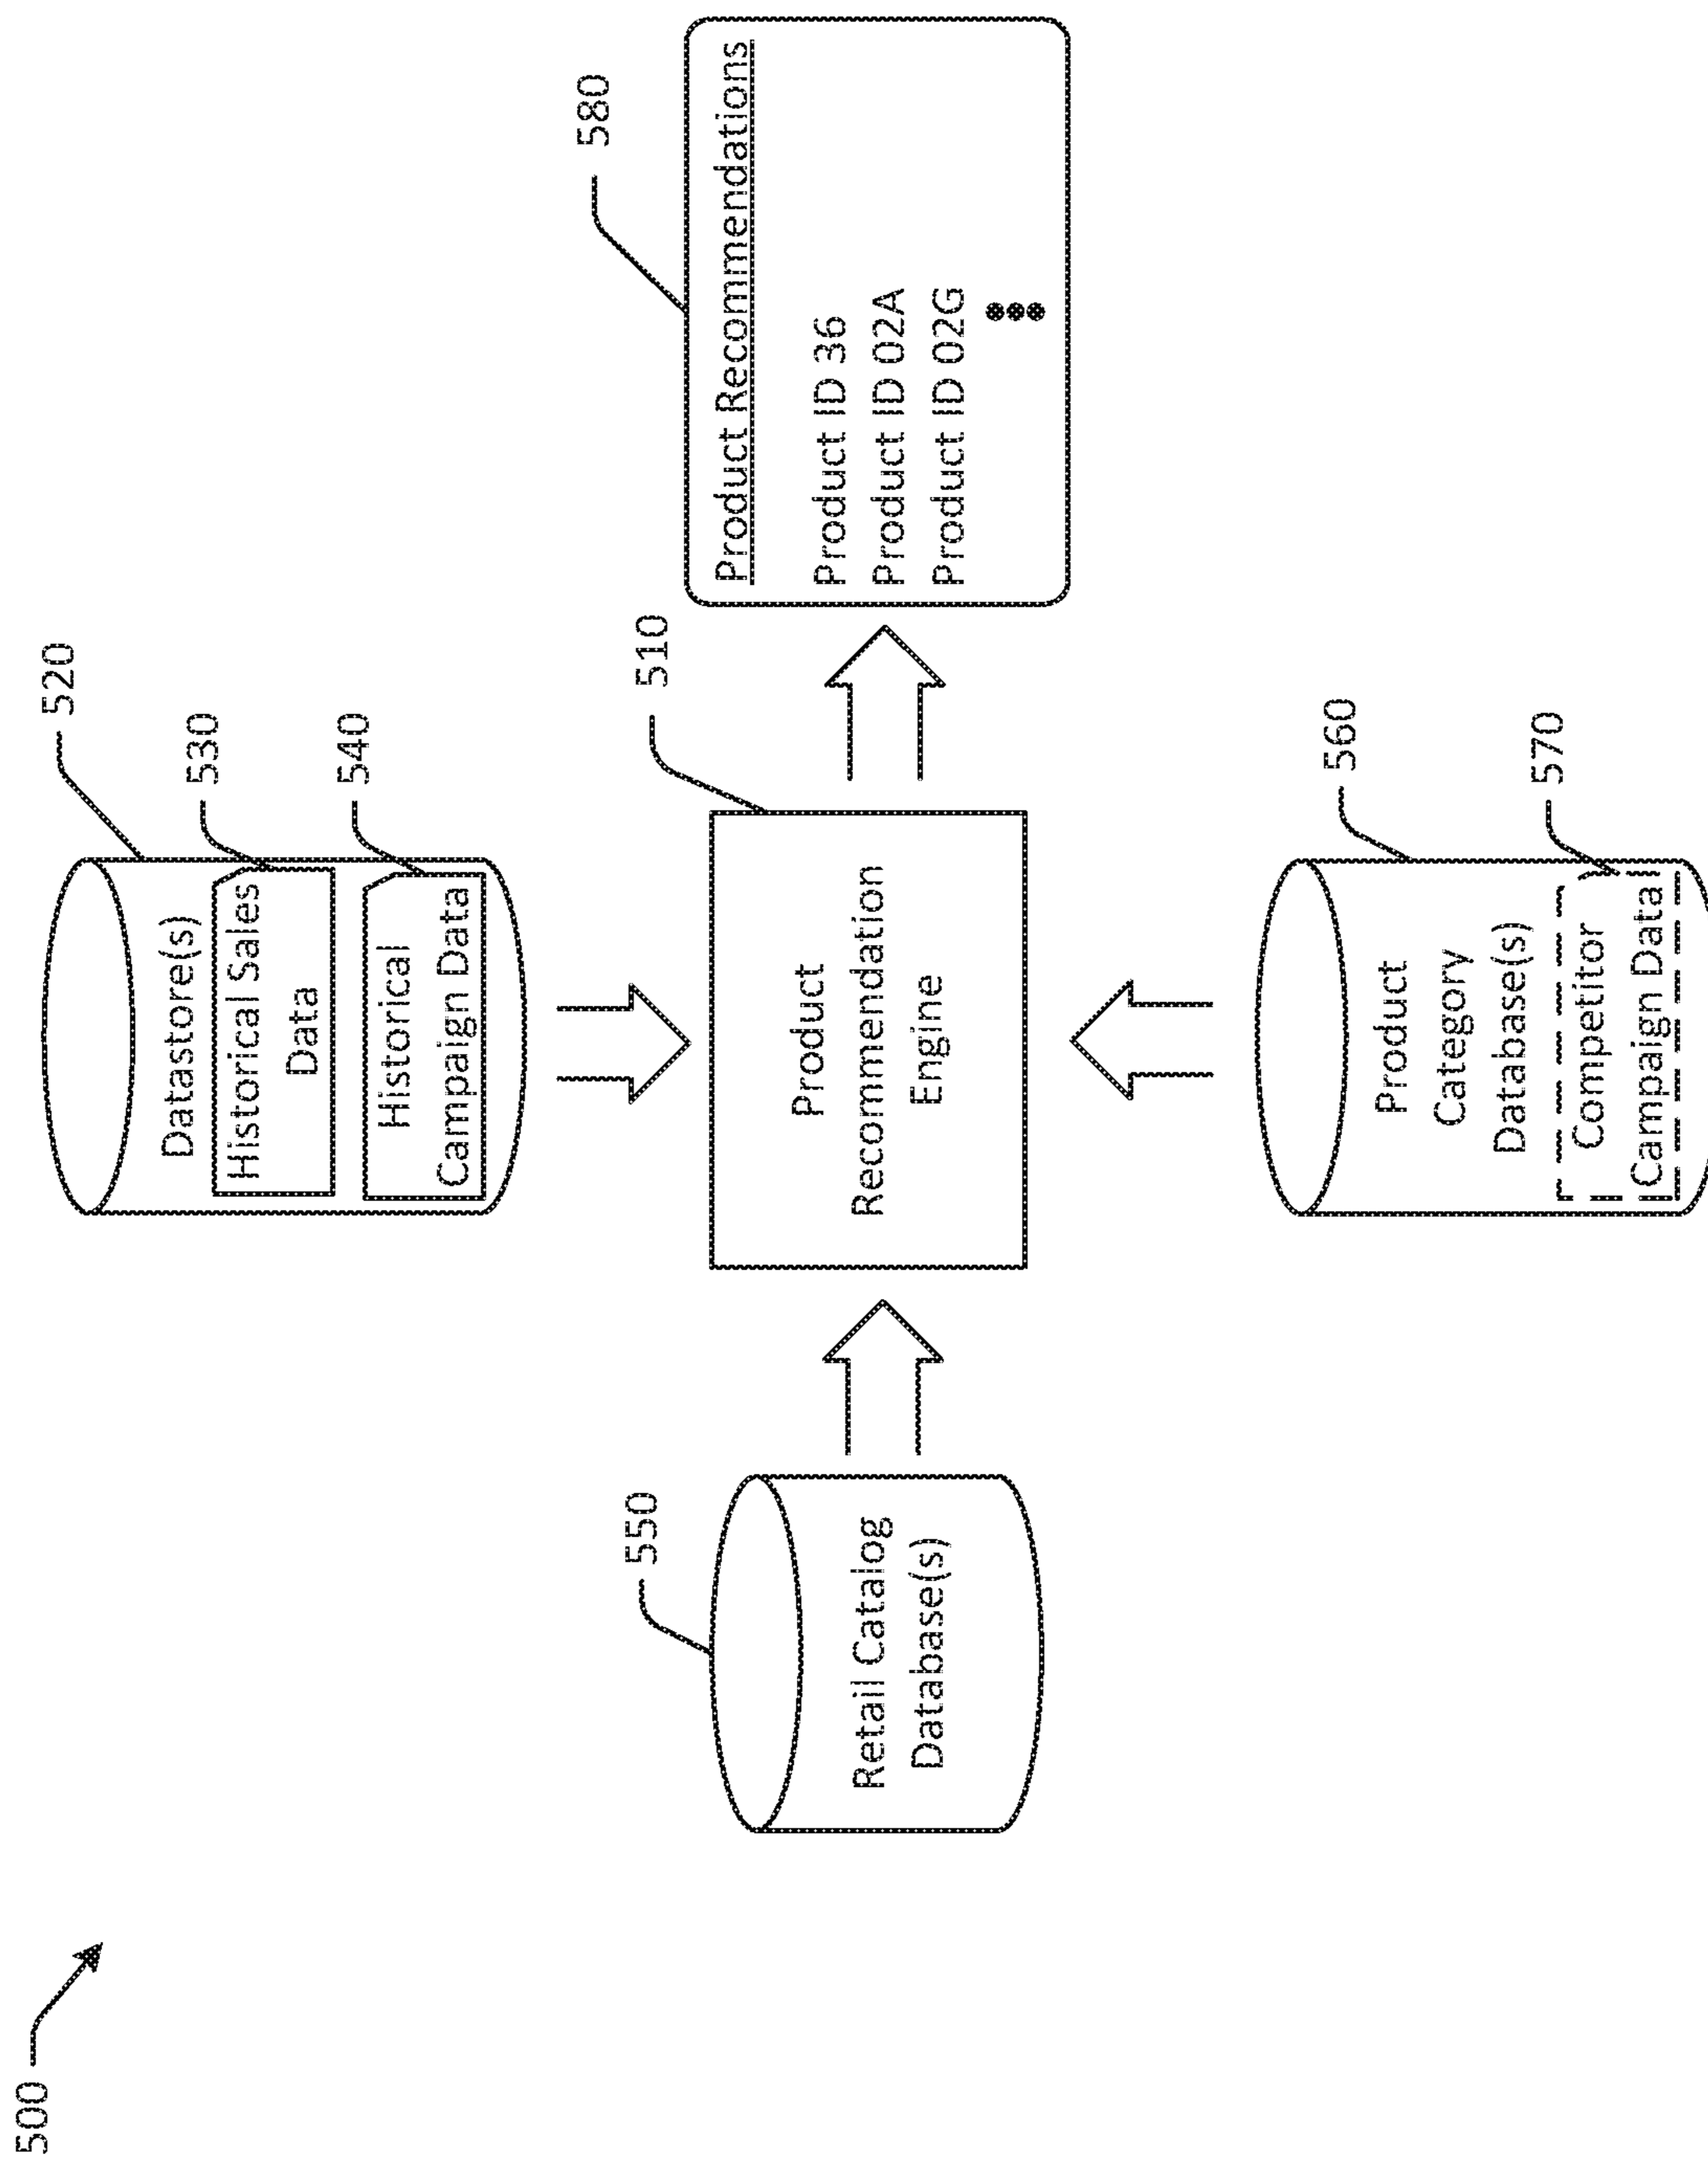 500
520
Datastore(s)
530
Historical Sales
Data
540
Historical
Campaign Data
550
Retail Catalog
Database(s)
510
Product
Recommendation
Engine
580
Product Recommendations
Product ID 36
Product ID 02A
Product ID 02G
560
Product
Category
Database(s)
570
Competitor
Campaign Data